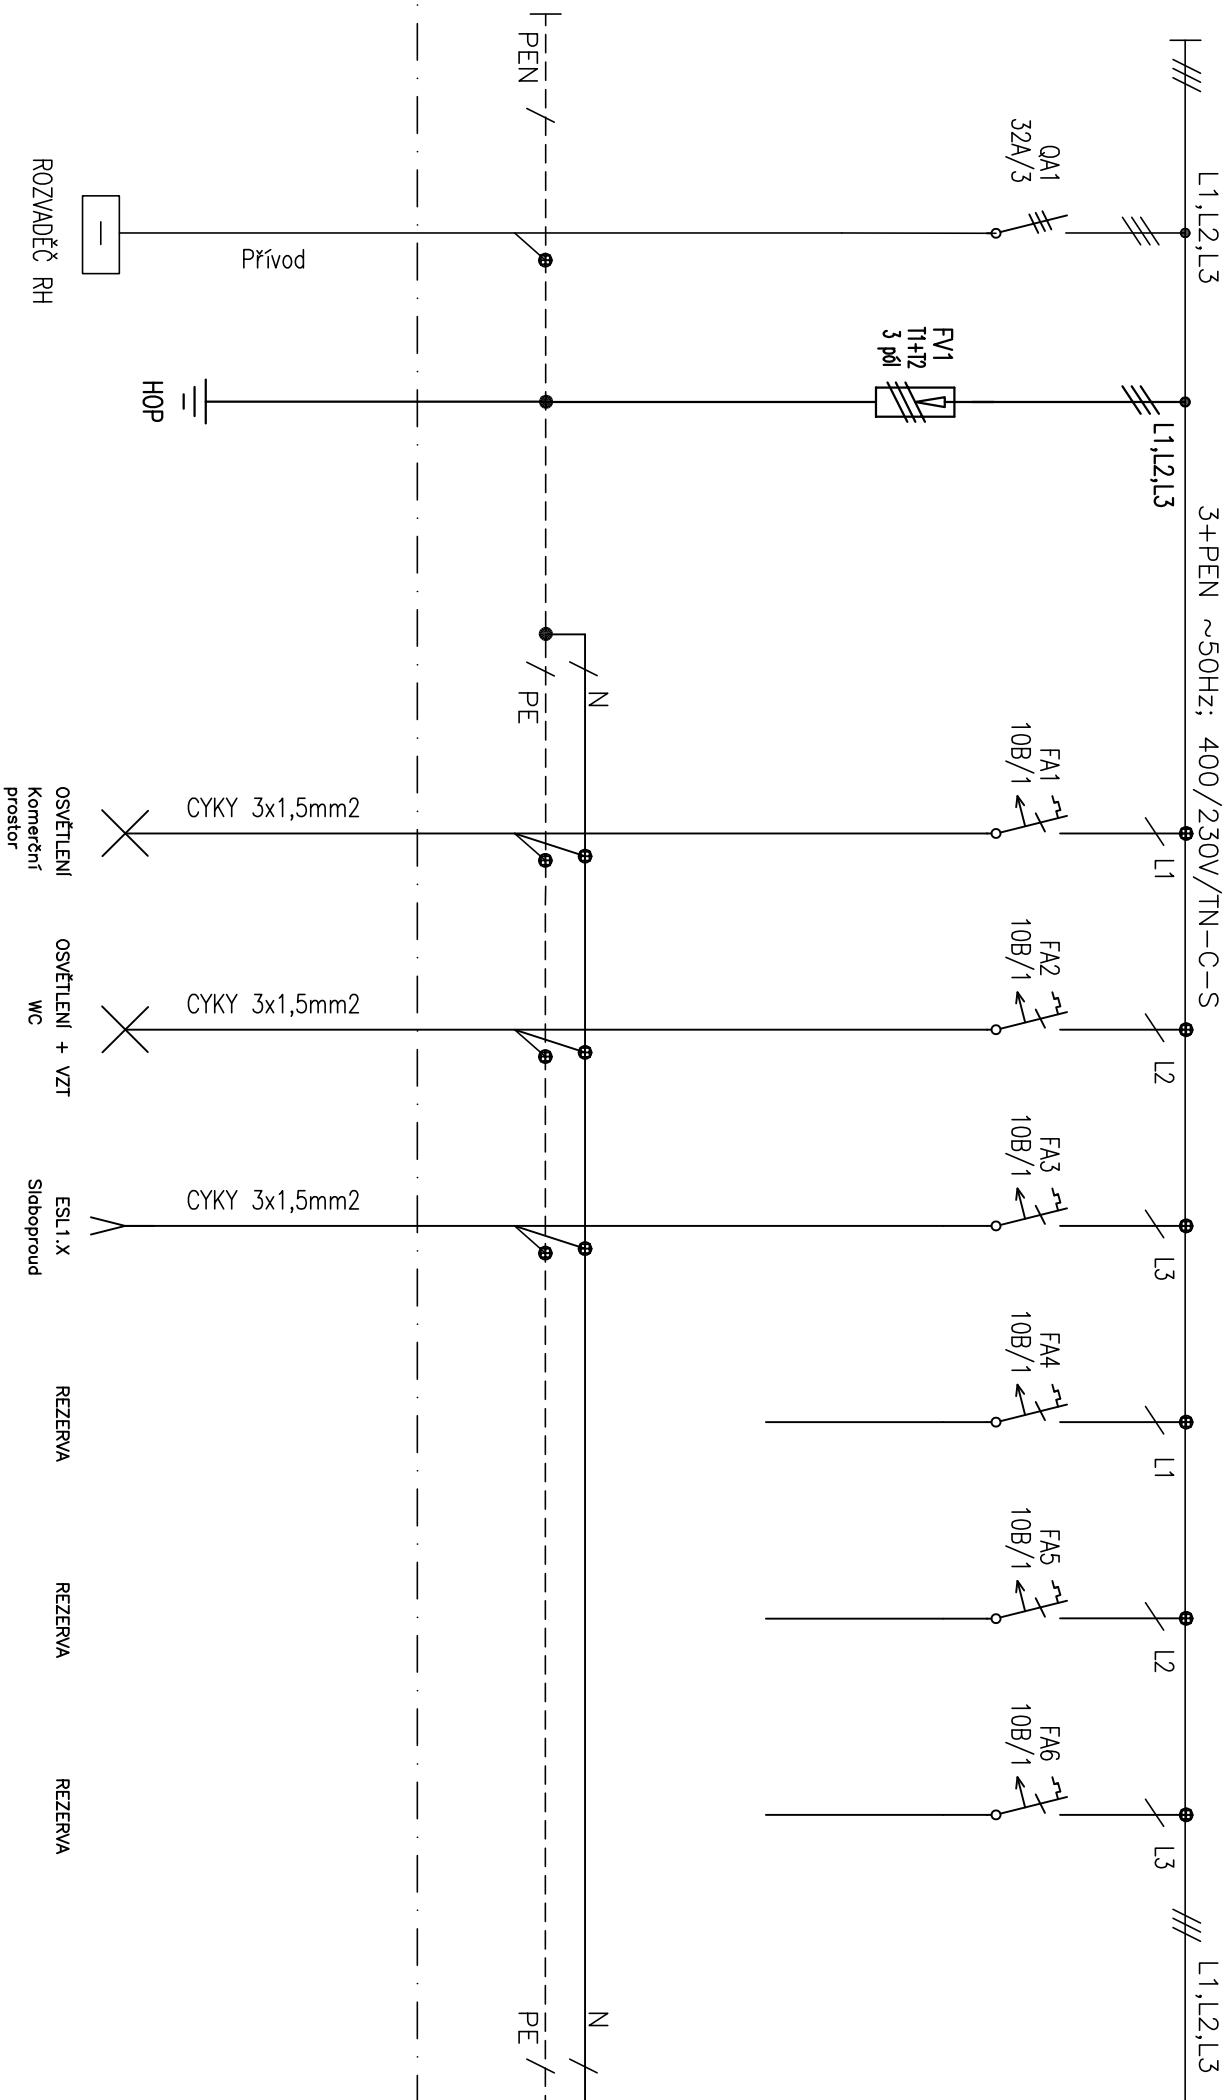 L1,L2,L3
3+PEN ~50Hz; 400/230V/TN-C-S
L1,L2,L3
L1,L2,L3
L1
L2
L3
L1
L2
L3
QA1
32A/3
FV1
T1+T2
3 pól
FA1
10B/1
FA2
10B/1
FA3
10B/1
FA4
10B/1
FA5
10B/1
FA6
10B/1
N
N
PEN
PE
PE
Přívod
CYKY 3x1,5mm2
CYKY 3x1,5mm2
CYKY 3x1,5mm2
ROZVADĚČ RH
HOP
OSVĚTLENÍ
Komerční
prostor
OSVĚTLENÍ + VZT
WC
ESL1.X
Slaboproud
REZERVA
REZERVA
REZERVA